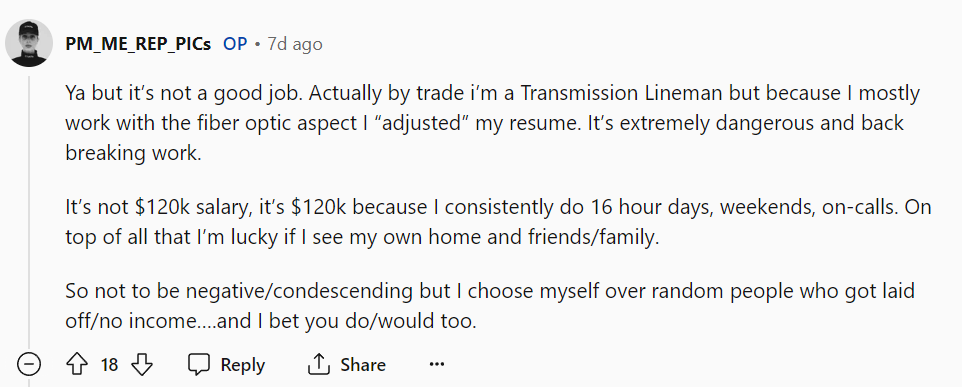 PM_ME_REP_PICs OP • 7d ago
Ya but it’s not a good job. Actually by trade i’m a Transmission Lineman but because I mostly
work with the fiber optic aspect I “adjusted” my resume. It’s extremely dangerous and back
breaking work.
It’s not $120k salary, it’s $120k because I consistently do 16 hour days, weekends, on-calls. On
top of all that I’m lucky if I see my own home and friends/family.
So not to be negative/condescending but I choose myself over random people who got laid
off/no income....and I bet you do/would too.
18 Reply Share